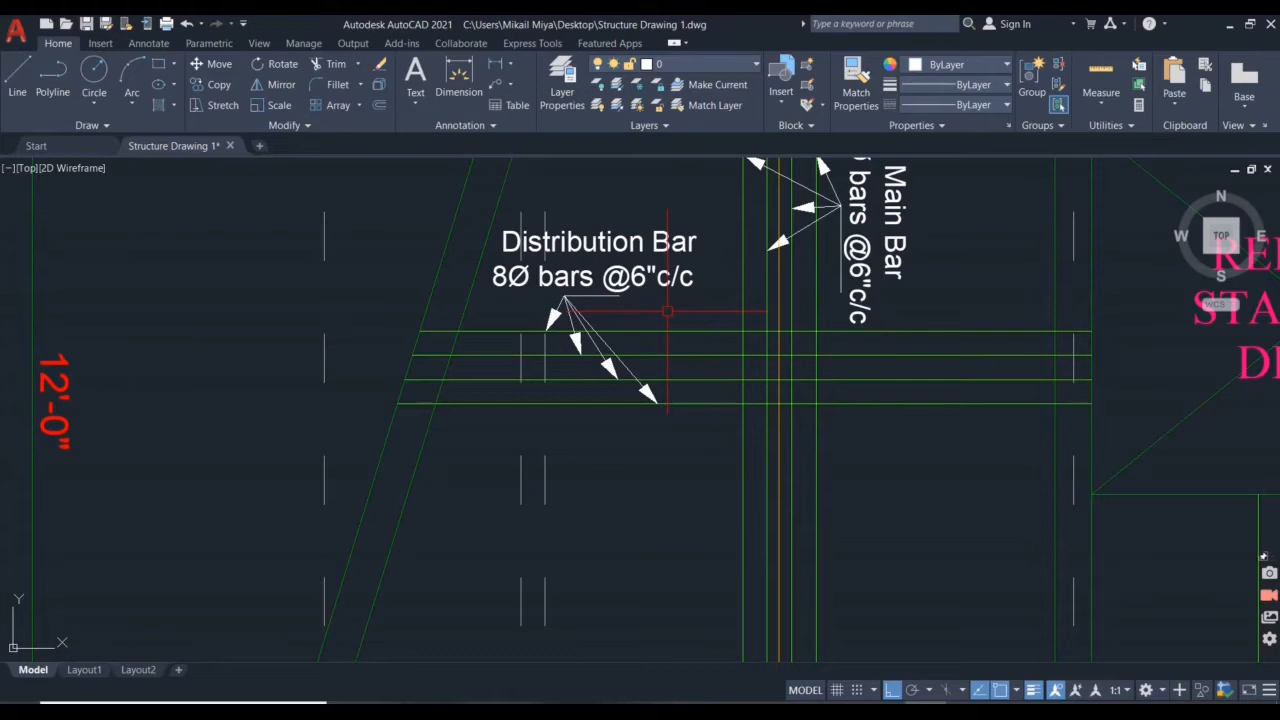 Autodesk AutoCAD 2021 C:\Users\Mikail Miya\Desktop\Structure Drawing 1.dwg
Type a keyword or phrase
Sign In
Home Insert Annotate Parametric View Manage Output Add-ins Collaborate Express Tools Featured Apps
Line
Polyline
Circle
Arc
Move
Rotate
Trim
Copy
Mirror
Fillet
Stretch
Scale
Array
Text
Dimension
Table
Layer
Properties
0
Make Current
Match Layer
Insert
Match
Properties
ByLayer
ByLayer
ByLayer
Group
Measure
Paste
Base
Draw
Modify
Annotation
Layers
Block
Properties
Groups
Utilities
Clipboard
View
Start
Structure Drawing 1*
[−][Top][2D Wireframe]
Distribution Bar
8Ø bars @6"c/c
Main Bar
Ø bars @6"c/c
12'-0"
N
W
TOP
E
S
WCS
RE
STA
D
Y
X
Model Layout1 Layout2
MODEL
1:1